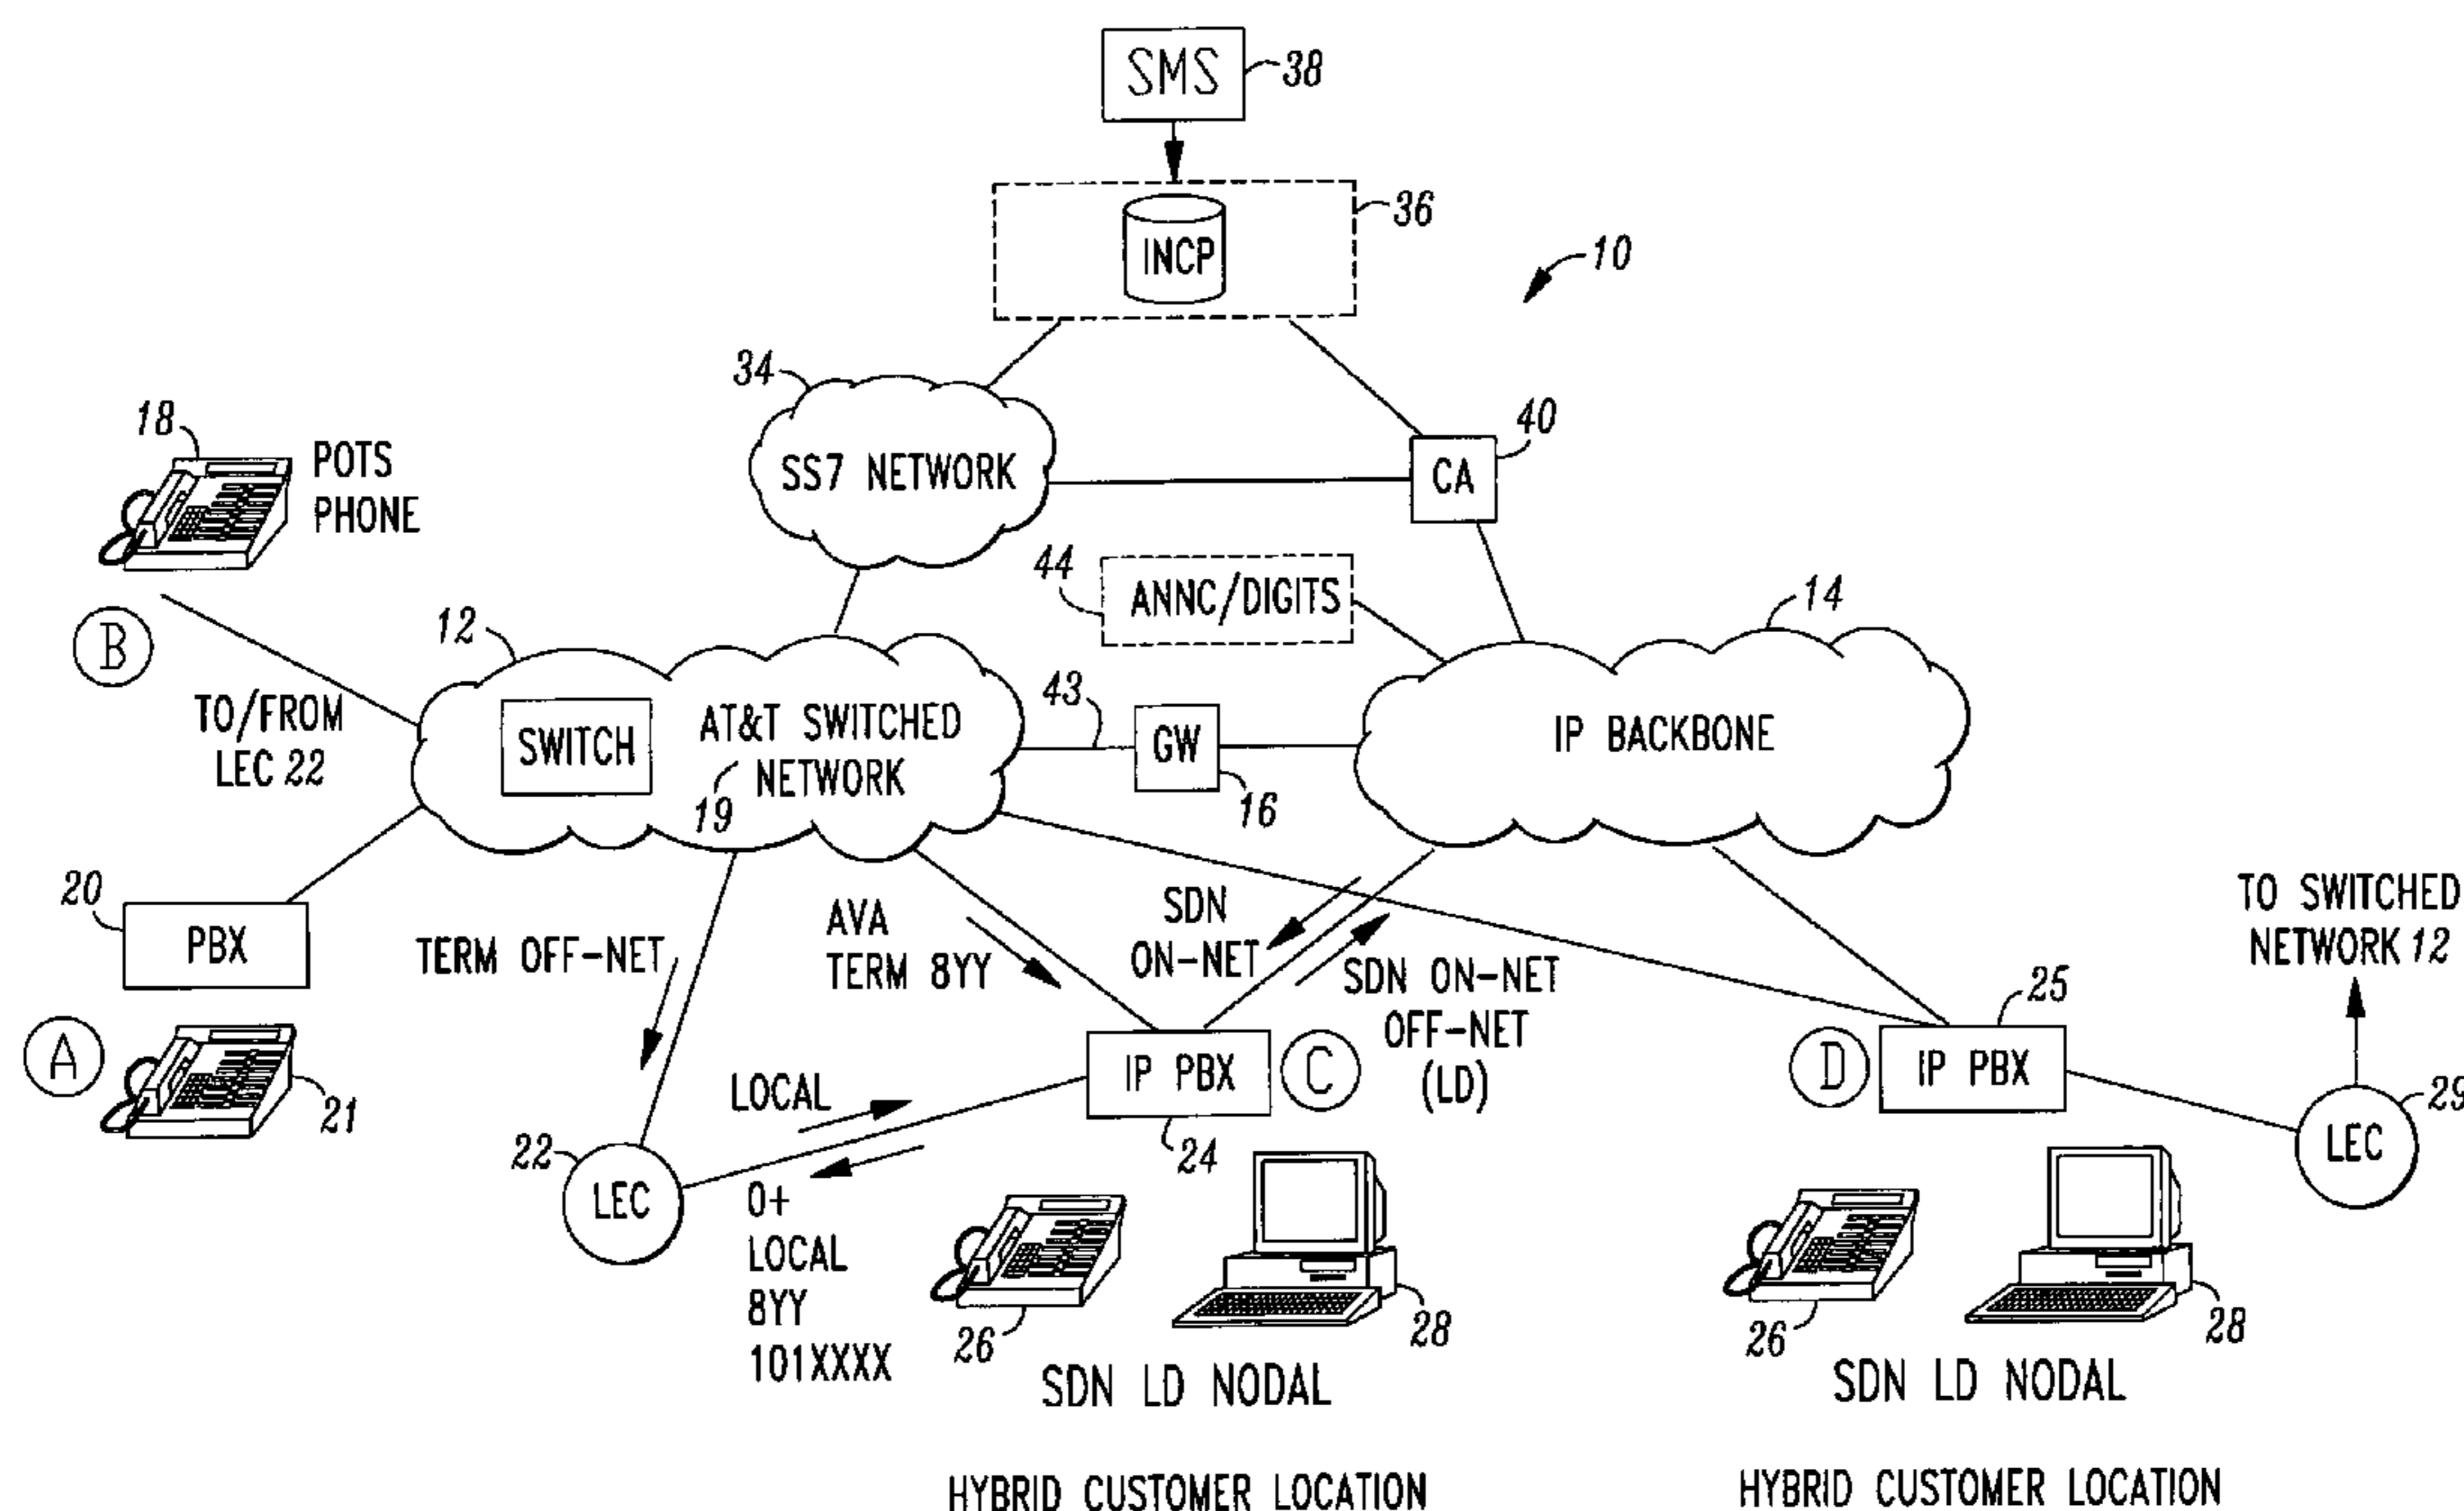 SMS
38
36
INCP
10
34
SS7 NETWORK
40
CA
18
POTS
PHONE
44
ANNC/DIGITS
14
B
12
TO/FROM
LEC 22
SWITCH
AT&T SWITCHED
NETWORK
19
43
GW
16
IP BACKBONE
20
PBX
TERM OFF-NET
AVA
TERM 8YY
SDN
ON-NET
SDN ON-NET
OFF-NET
(LD)
TO SWITCHED
NETWORK 12
A
21
LOCAL
IP PBX
C
24
D
IP PBX
25
29
LEC
22
LEC
0+
LOCAL
8YY
101XXXX
26
28
SDN LD NODAL
26
28
SDN LD NODAL
HYBRID CUSTOMER LOCATION
HYBRID CUSTOMER LOCATION